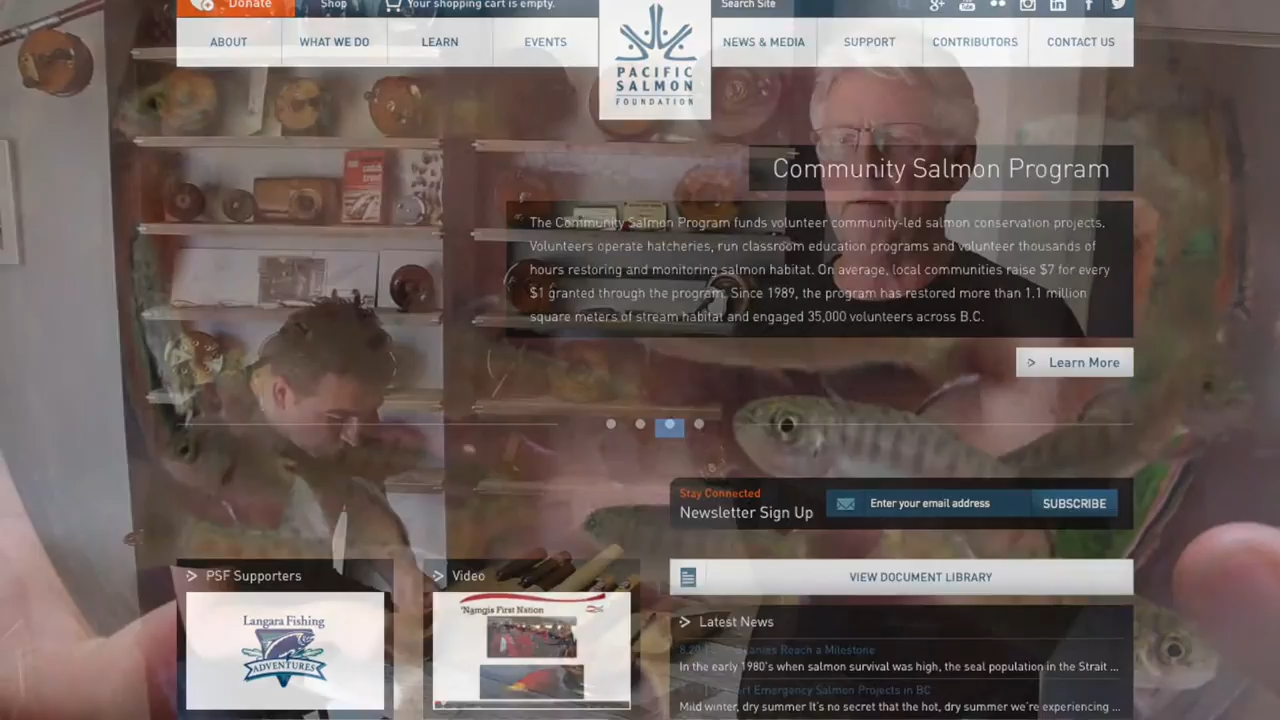 Donate
Shop
Your shopping cart is empty.
Search Site
ABOUT
WHAT WE DO
LEARN
EVENTS
PACIFIC
SALMON
FOUNDATION
NEWS & MEDIA
SUPPORT
CONTRIBUTORS
CONTACT US
Community Salmon Program
The Community Salmon Program funds volunteer community-led salmon conservation projects.
Volunteers operate hatcheries, run classroom education programs and volunteer thousands of
hours restoring and monitoring salmon habitat. On average, local communities raise $7 for every
$1 granted through the program. Since 1989, the program has restored more than 1.1 million
square meters of stream habitat and engaged 35,000 volunteers across B.C.
> Learn More
Stay Connected
Newsletter Sign Up
Enter your email address
SUBSCRIBE
> PSF Supporters
Langara Fishing
ADVENTURES
> Video
'Namgis First Nation
VIEW DOCUMENT LIBRARY
> Latest News
Reach a Milestone
In the early 1980's when salmon survival was high, the seal population in the Strait ...
Emergency Salmon Projects in BC
Mild winter, dry summer It's no secret that the hot, dry summer we're experiencing ...